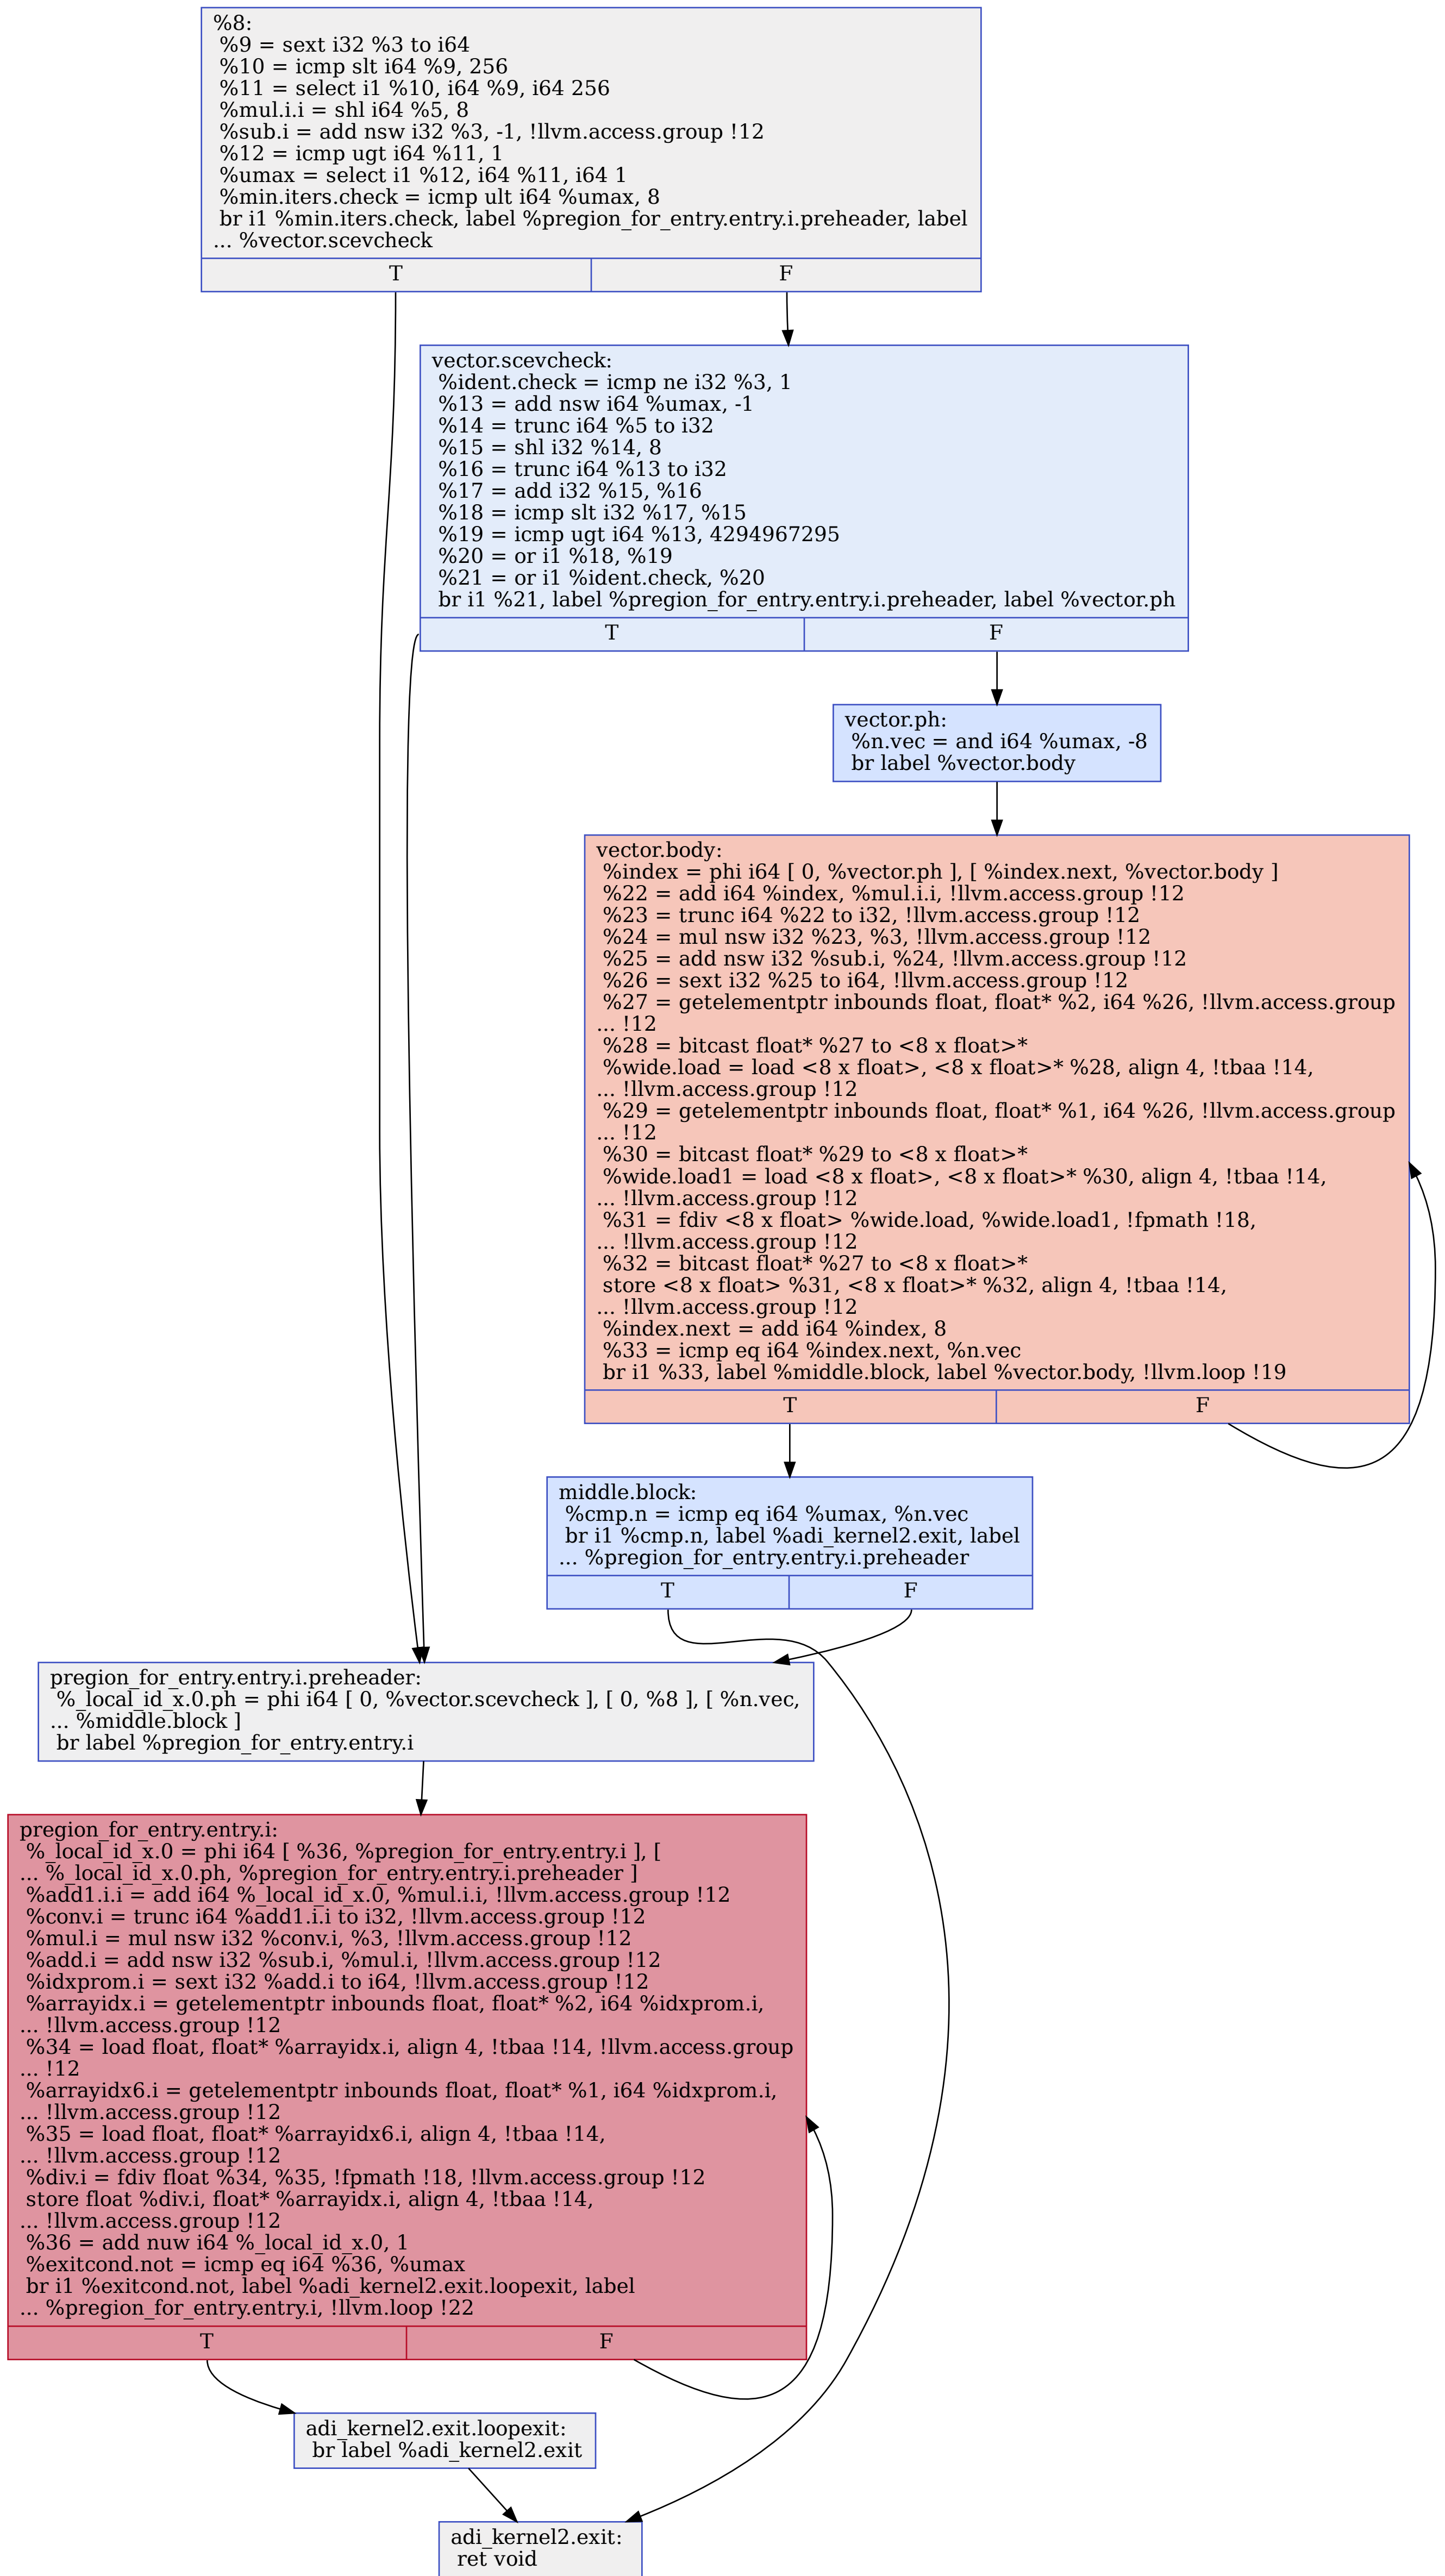 %8:
%9 = sext i32 %3 to i64
%10 = icmp slt i64 %9, 256
%11 = select i1 %10, i64 %9, i64 256
%mul.i.i = shl i64 %5, 8
%sub.i = add nsw i32 %3, -1, !llvm.access.group !12
%12 = icmp ugt i64 %11, 1
%umax = select i1 %12, i64 %11, i64 1
%min.iters.check = icmp ult i64 %umax, 8
br i1 %min.iters.check, label %pregion_for_entry.entry.i.preheader, label
... %vector.scevcheck
T F
vector.scevcheck:
%ident.check = icmp ne i32 %3, 1
%13 = add nsw i64 %umax, -1
%14 = trunc i64 %5 to i32
%15 = shl i32 %14, 8
%16 = trunc i64 %13 to i32
%17 = add i32 %15, %16
%18 = icmp slt i32 %17, %15
%19 = icmp ugt i64 %13, 4294967295
%20 = or i1 %18, %19
%21 = or i1 %ident.check, %20
br i1 %21, label %pregion_for_entry.entry.i.preheader, label %vector.ph
T F
vector.ph:
%n.vec = and i64 %umax, -8
br label %vector.body
vector.body:
%index = phi i64 [ 0, %vector.ph ], [ %index.next, %vector.body ]
%22 = add i64 %index, %mul.i.i, !llvm.access.group !12
%23 = trunc i64 %22 to i32, !llvm.access.group !12
%24 = mul nsw i32 %23, %3, !llvm.access.group !12
%25 = add nsw i32 %sub.i, %24, !llvm.access.group !12
%26 = sext i32 %25 to i64, !llvm.access.group !12
%27 = getelementptr inbounds float, float* %2, i64 %26, !llvm.access.group
... !12
%28 = bitcast float* %27 to <8 x float>*
%wide.load = load <8 x float>, <8 x float>* %28, align 4, !tbaa !14,
... !llvm.access.group !12
%29 = getelementptr inbounds float, float* %1, i64 %26, !llvm.access.group
... !12
%30 = bitcast float* %29 to <8 x float>*
%wide.load1 = load <8 x float>, <8 x float>* %30, align 4, !tbaa !14,
... !llvm.access.group !12
%31 = fdiv <8 x float> %wide.load, %wide.load1, !fpmath !18,
... !llvm.access.group !12
%32 = bitcast float* %27 to <8 x float>*
store <8 x float> %31, <8 x float>* %32, align 4, !tbaa !14,
... !llvm.access.group !12
%index.next = add i64 %index, 8
%33 = icmp eq i64 %index.next, %n.vec
br i1 %33, label %middle.block, label %vector.body, !llvm.loop !19
T F
middle.block:
%cmp.n = icmp eq i64 %umax, %n.vec
br i1 %cmp.n, label %adi_kernel2.exit, label
... %pregion_for_entry.entry.i.preheader
T F
pregion_for_entry.entry.i.preheader:
%_local_id_x.0.ph = phi i64 [ 0, %vector.scevcheck ], [ 0, %8 ], [ %n.vec,
... %middle.block ]
br label %pregion_for_entry.entry.i
pregion_for_entry.entry.i:
%_local_id_x.0 = phi i64 [ %36, %pregion_for_entry.entry.i ], [
... %_local_id_x.0.ph, %pregion_for_entry.entry.i.preheader ]
%add1.i.i = add i64 %_local_id_x.0, %mul.i.i, !llvm.access.group !12
%conv.i = trunc i64 %add1.i.i to i32, !llvm.access.group !12
%mul.i = mul nsw i32 %conv.i, %3, !llvm.access.group !12
%add.i = add nsw i32 %sub.i, %mul.i, !llvm.access.group !12
%idxprom.i = sext i32 %add.i to i64, !llvm.access.group !12
%arrayidx.i = getelementptr inbounds float, float* %2, i64 %idxprom.i,
... !llvm.access.group !12
%34 = load float, float* %arrayidx.i, align 4, !tbaa !14, !llvm.access.group
... !12
%arrayidx6.i = getelementptr inbounds float, float* %1, i64 %idxprom.i,
... !llvm.access.group !12
%35 = load float, float* %arrayidx6.i, align 4, !tbaa !14,
... !llvm.access.group !12
%div.i = fdiv float %34, %35, !fpmath !18, !llvm.access.group !12
store float %div.i, float* %arrayidx.i, align 4, !tbaa !14,
... !llvm.access.group !12
%36 = add nuw i64 %_local_id_x.0, 1
%exitcond.not = icmp eq i64 %36, %umax
br i1 %exitcond.not, label %adi_kernel2.exit.loopexit, label
... %pregion_for_entry.entry.i, !llvm.loop !22
T F
adi_kernel2.exit.loopexit:
br label %adi_kernel2.exit
adi_kernel2.exit:
ret void